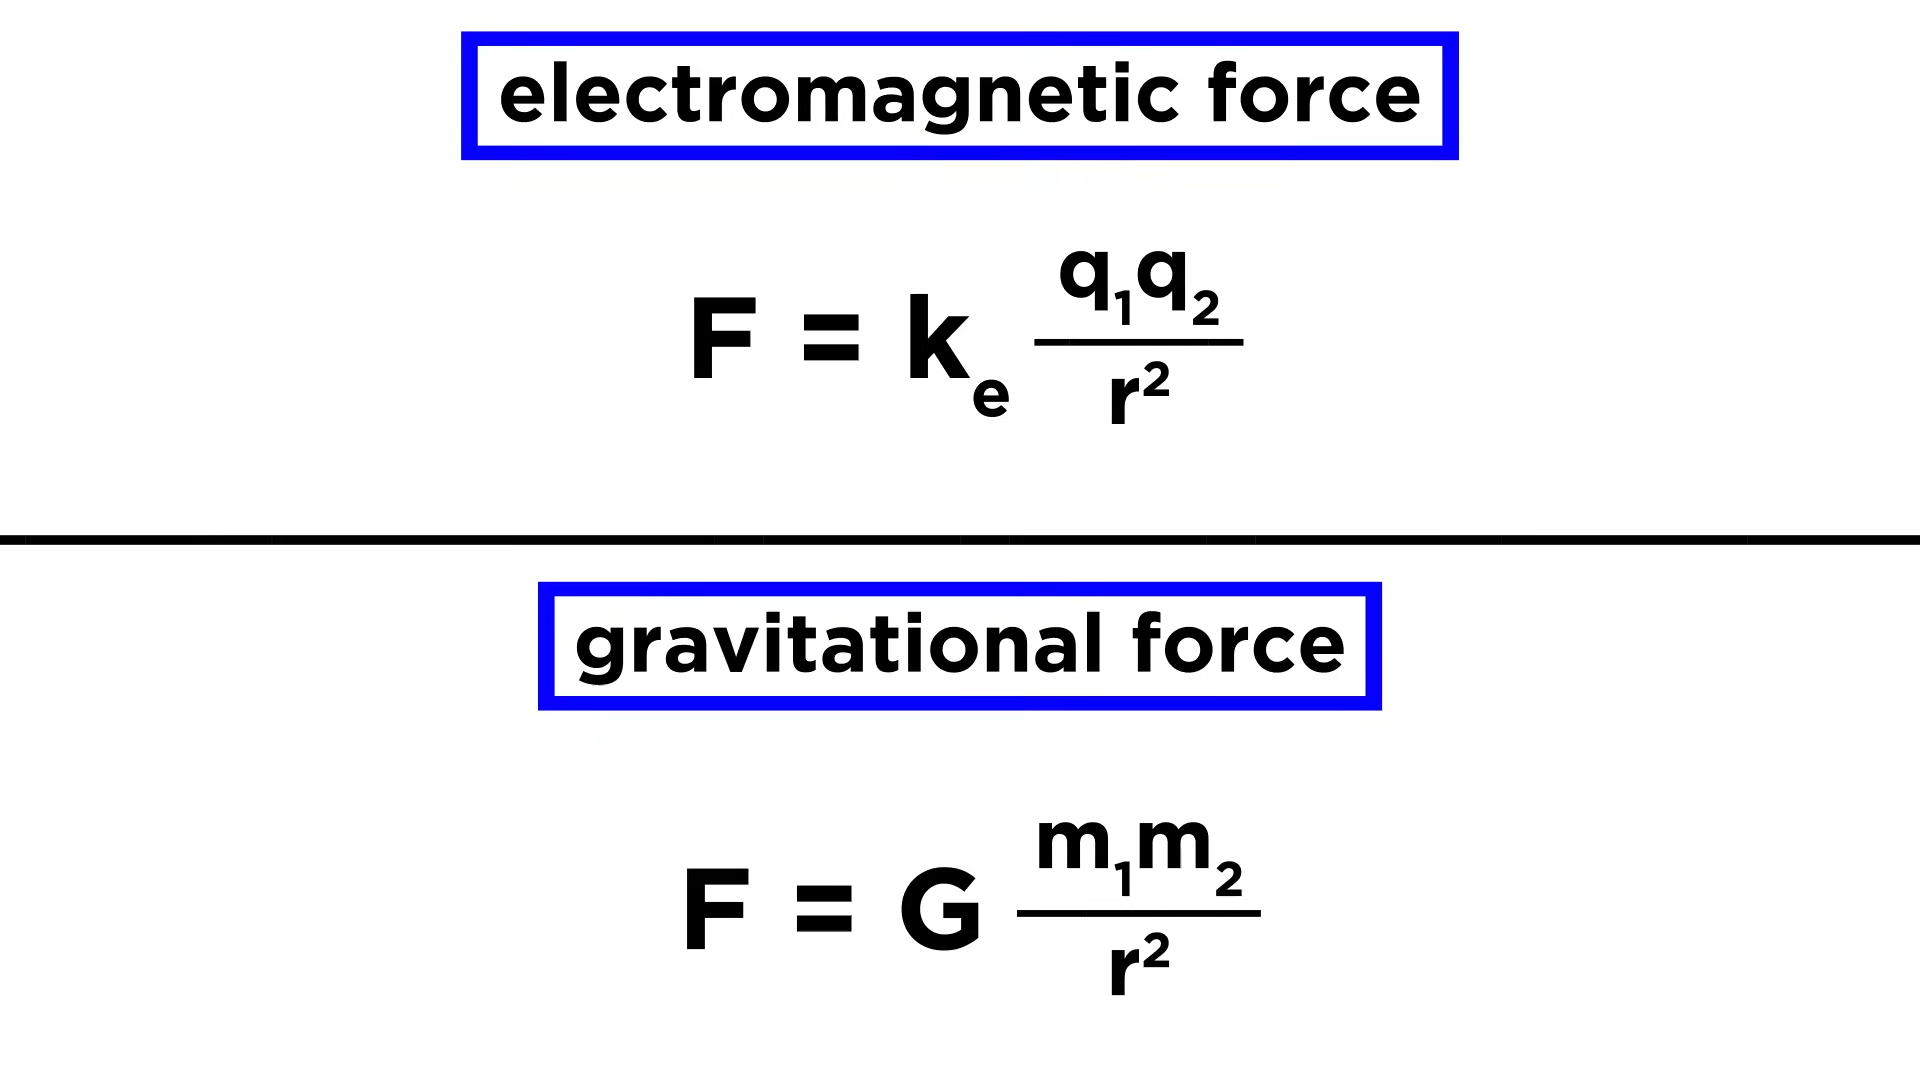 electromagnetic force
F = kₑ q₁q₂ / r²
gravitational force
F = G m₁m₂ / r²